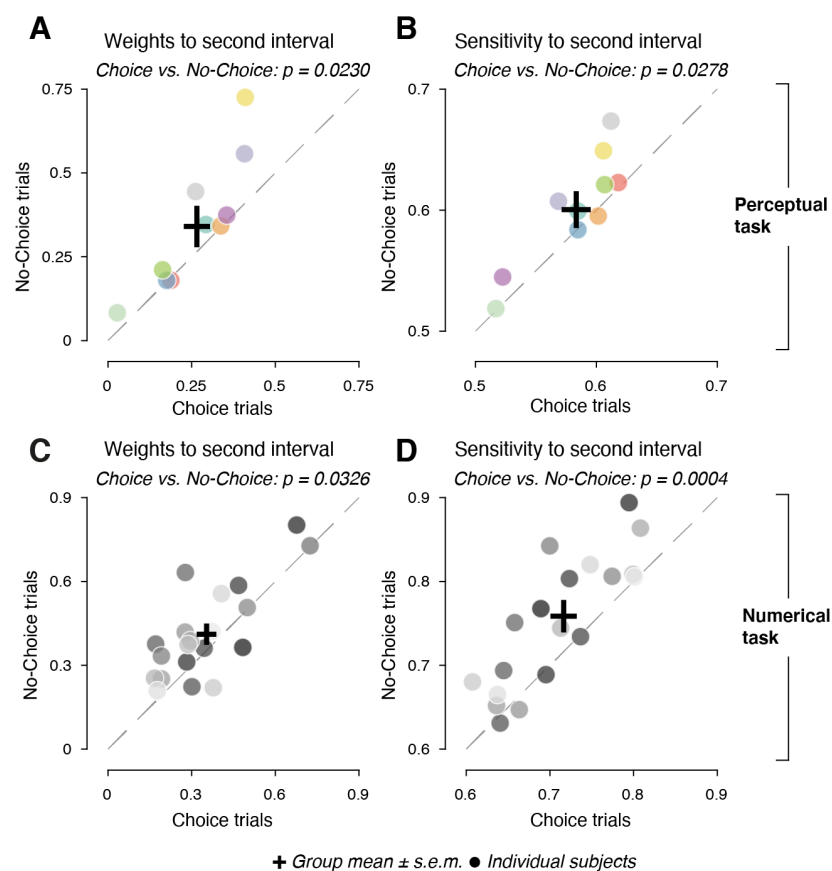 A
Weights to second interval
Choice vs. No-Choice: p = 0.0230
0.75
0.5
0.25
0
No-Choice trials
0 0.25 0.5 0.75
Choice trials
B
Sensitivity to second interval
Choice vs. No-Choice: p = 0.0278
0.7
0.6
0.5
No-Choice trials
0.5 0.6 0.7
Choice trials
Perceptual
task
C
Weights to second interval
Choice vs. No-Choice: p = 0.0326
0.9
0.6
0.3
0
No-Choice trials
0 0.3 0.6 0.9
Choice trials
D
Sensitivity to second interval
Choice vs. No-Choice: p = 0.0004
0.9
0.8
0.7
0.6
No-Choice trials
0.6 0.7 0.8 0.9
Choice trials
Numerical
task
Group mean ± s.e.m. Individual subjects